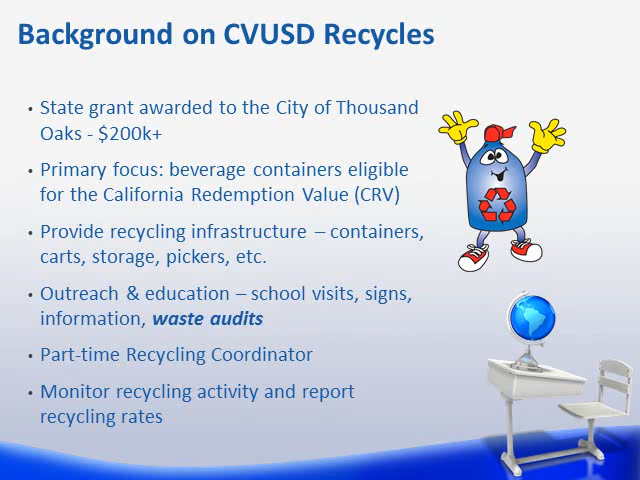 Background on CVUSD Recycles
• State grant awarded to the City of Thousand
Oaks - $200k+
• Primary focus: beverage containers eligible
for the California Redemption Value (CRV)
• Provide recycling infrastructure – containers,
carts, storage, pickers, etc.
• Outreach & education – school visits, signs,
information, waste audits
• Part-time Recycling Coordinator
• Monitor recycling activity and report
recycling rates